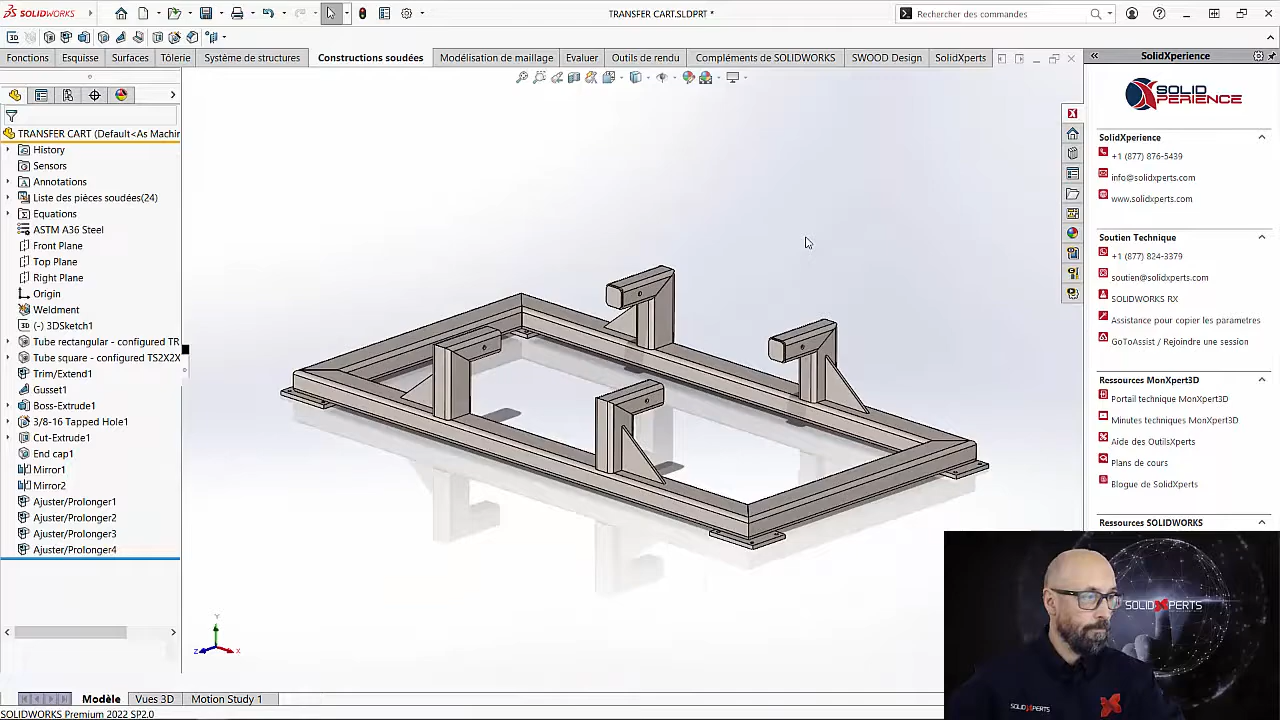 SOLIDWORKS
TRANSFER CART.SLDPRT *
Rechercher des commandes
Fonctions
Esquisse
Surfaces
Tôlerie
Système de structures
Constructions soudées
Modélisation de maillage
Evaluer
Outils de rendu
Compléments de SOLIDWORKS
SWOOD Design
SolidXperts
TRANSFER CART (Default<As Machin
History
Sensors
Annotations
Liste des pièces soudées(24)
Equations
ASTM A36 Steel
Front Plane
Top Plane
Right Plane
Origin
Weldment
(-) 3DSketch1
Tube rectangular - configured TR
Tube square - configured TS2X2X
Trim/Extend1
Gusset1
Boss-Extrude1
3/8-16 Tapped Hole1
Cut-Extrude1
End cap1
Mirror1
Mirror2
Ajuster/Prolonger1
Ajuster/Prolonger2
Ajuster/Prolonger3
Ajuster/Prolonger4
Y
Z
X
Modèle
Vues 3D
Motion Study 1
SOLIDWORKS Premium 2022 SP2.0
SolidXperience
SOLID
XPERIENCE
SolidXperience
+1 (877) 876-5439
info@solidxperts.com
www.solidxperts.com
Soutien Technique
+1 (877) 824-3379
soutien@solidxperts.com
SOLIDWORKS RX
Assistance pour copier les parametres
GoToAssist / Rejoindre une session
Ressources MonXpert3D
Portail technique MonXpert3D
Minutes techniques MonXpert3D
Aide des OutilsXperts
Plans de cours
Blogue de SolidXperts
Ressources SOLIDWORKS
SOLIDXPERTS
SOLIDXPERTS